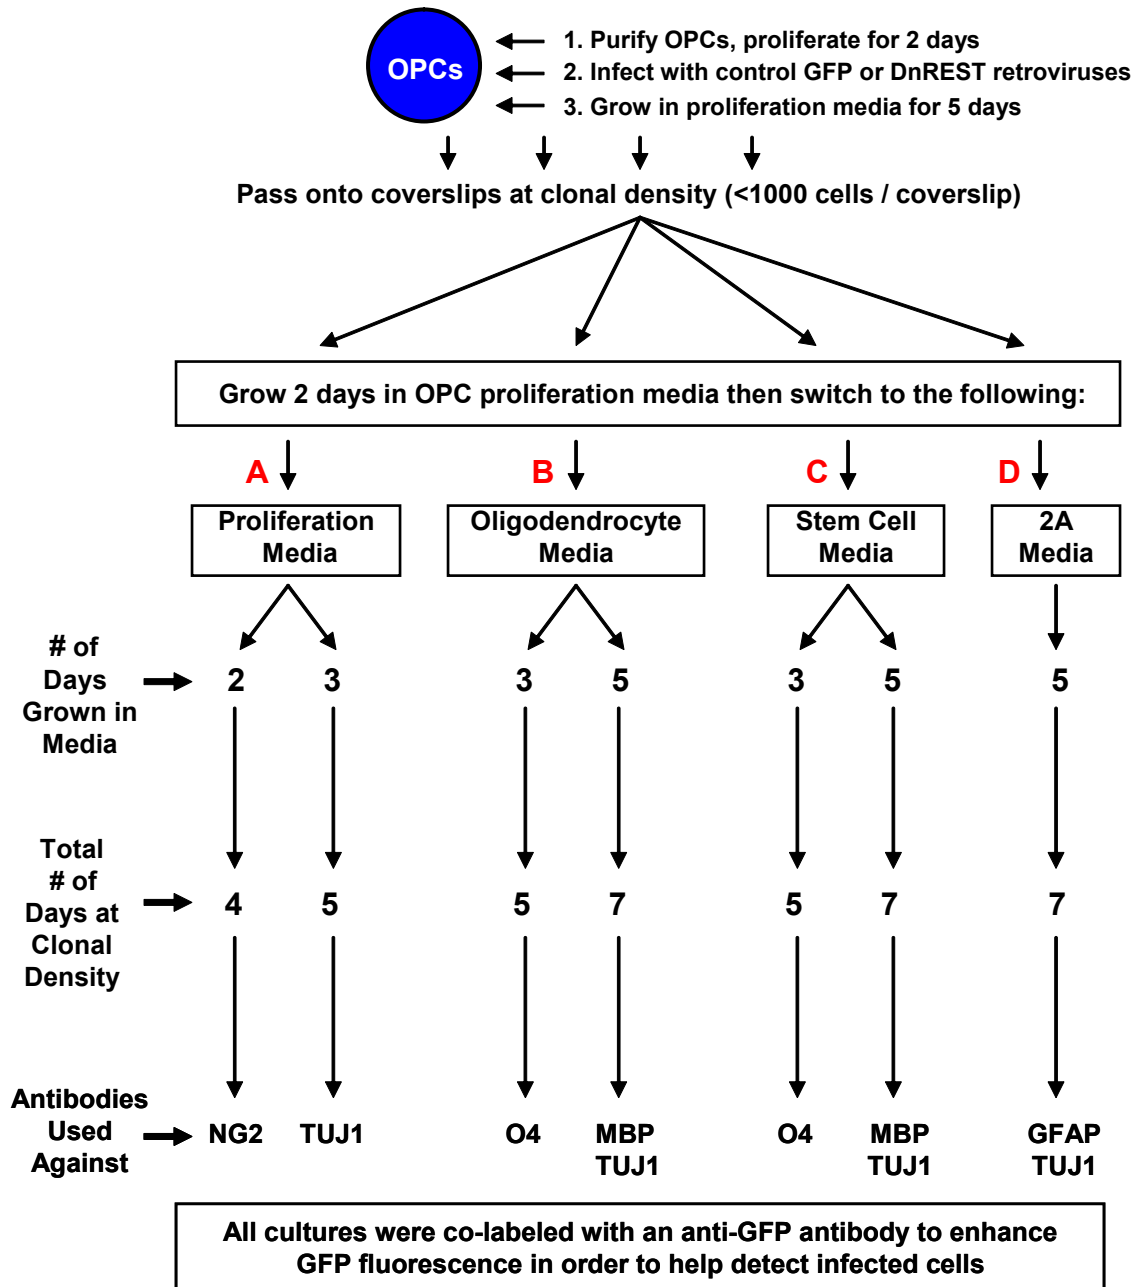 OPCs
1. Purify OPCs, proliferate for 2 days
2. Infect with control GFP or DnREST retroviruses
3. Grow in proliferation media for 5 days
Pass onto coverslips at clonal density (<1000 cells / coverslip)
Grow 2 days in OPC proliferation media then switch to the following:
A
B
C
D
Proliferation
Media
Oligodendrocyte
Media
Stem Cell
Media
2A
Media
# of
Days
Grown in
Media
2 3 3 5 3 5 5
Total
# of
Days at
Clonal
Density
4 5 5 7 5 7 7
Antibodies
Used
Against
NG2
TUJ1
O4
MBP
TUJ1
O4
MBP
TUJ1
GFAP
TUJ1
All cultures were co-labeled with an anti-GFP antibody to enhance
GFP fluorescence in order to help detect infected cells